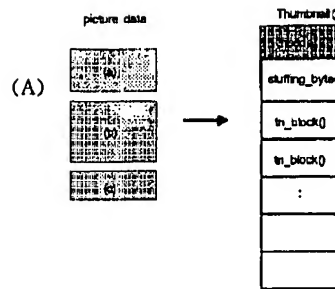 picture data
Thumbnail (
(A)
(a)
stuffing_byte
(b)
tn_block()
tn_block()
:
(c)